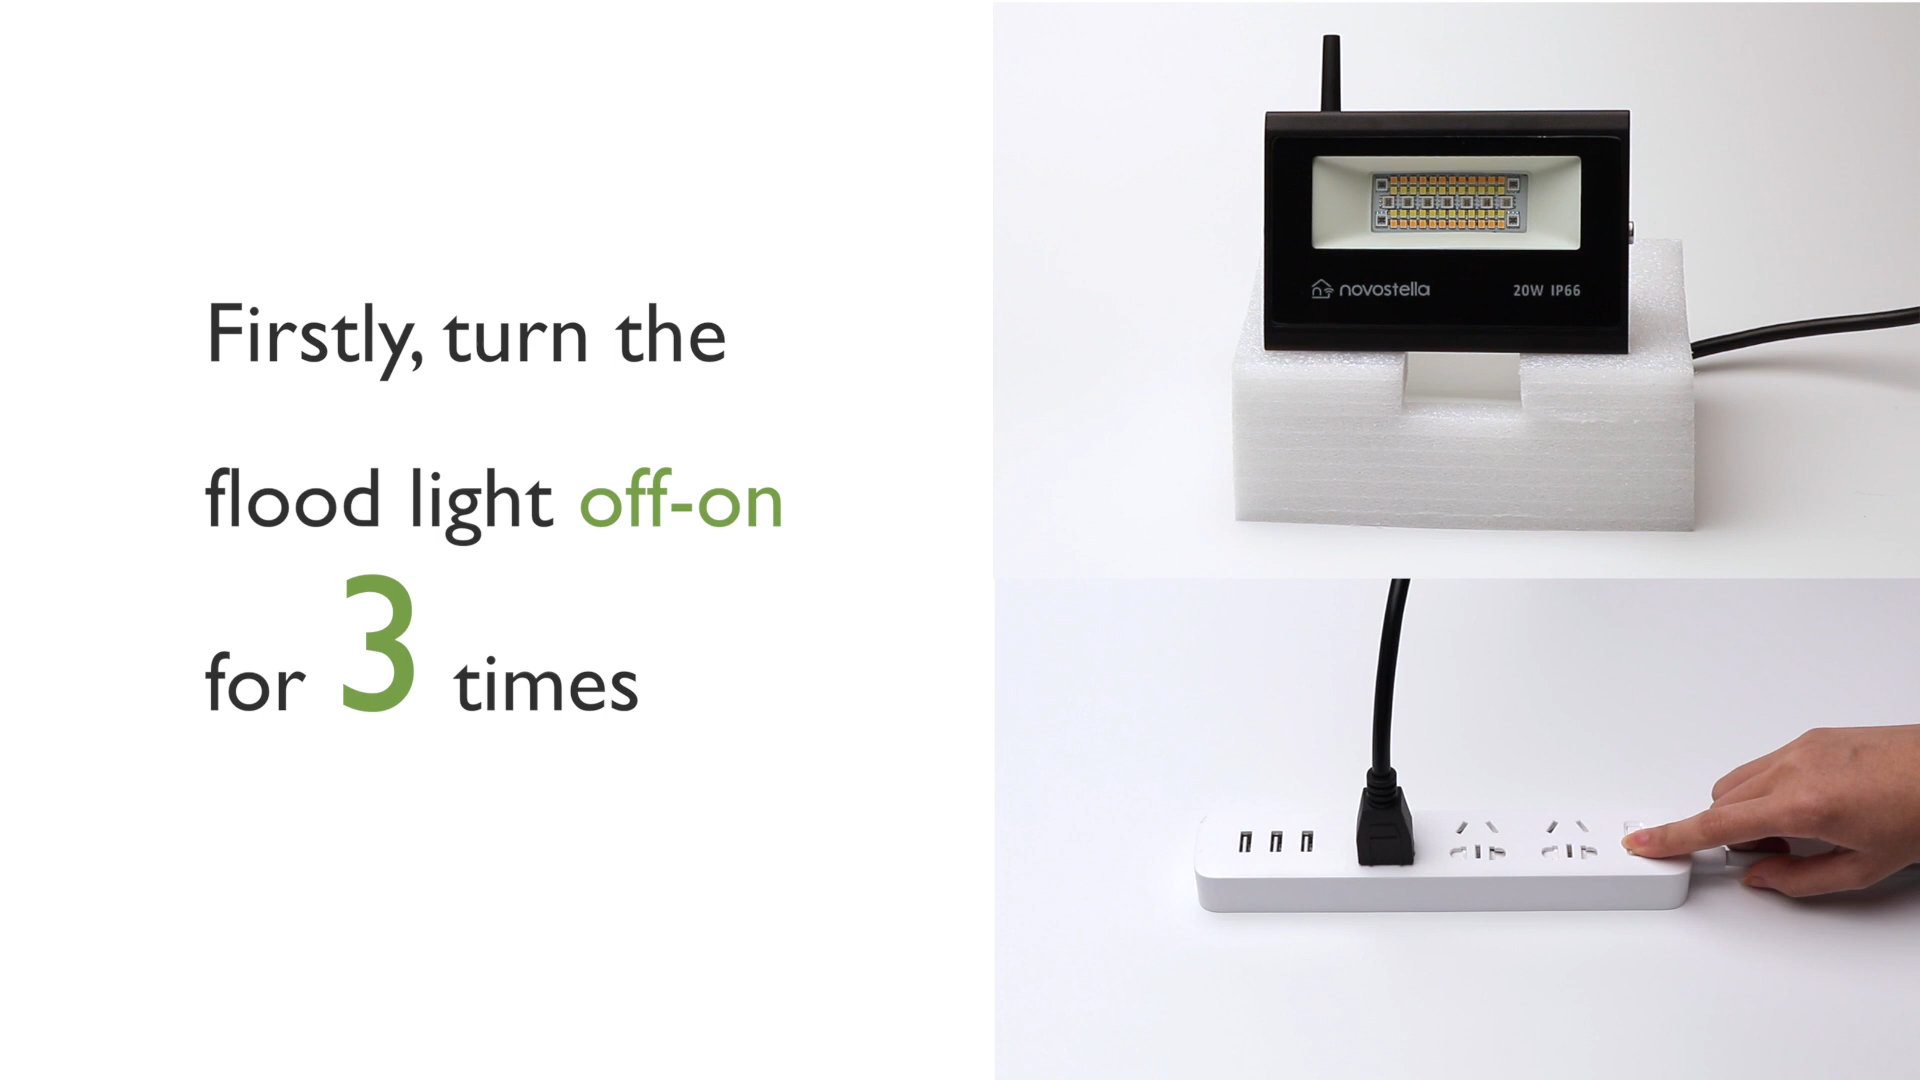 Firstly, turn the
flood light off-on
for 3 times
novostella
20W IP66